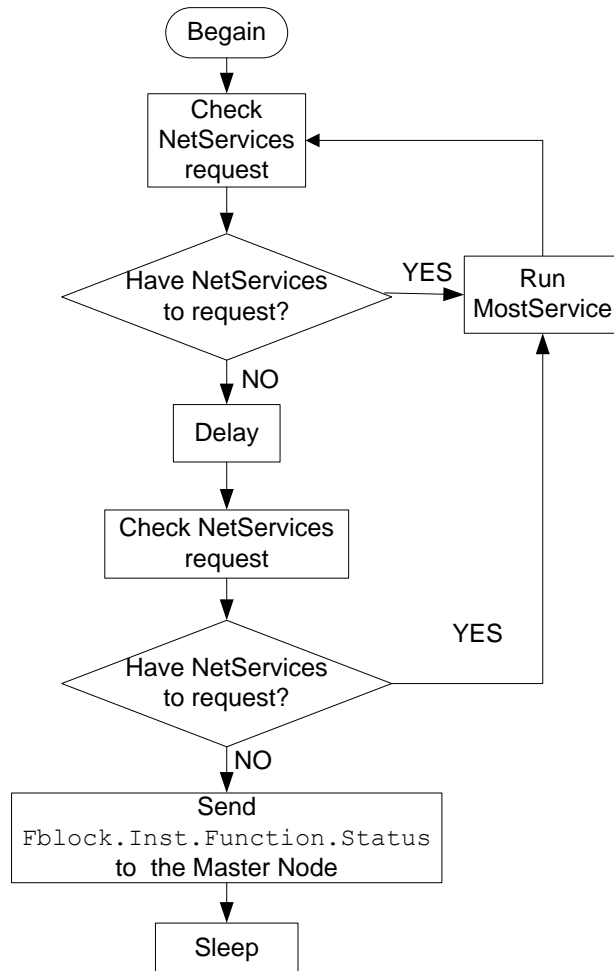 Begain
Check
NetServices
request
Have NetServices
to request?
YES
Run
MostService
NO
Delay
Check NetServices
request
Have NetServices
to request?
YES
NO
Send
Fblock.Inst.Function.Status
to the Master Node
Sleep